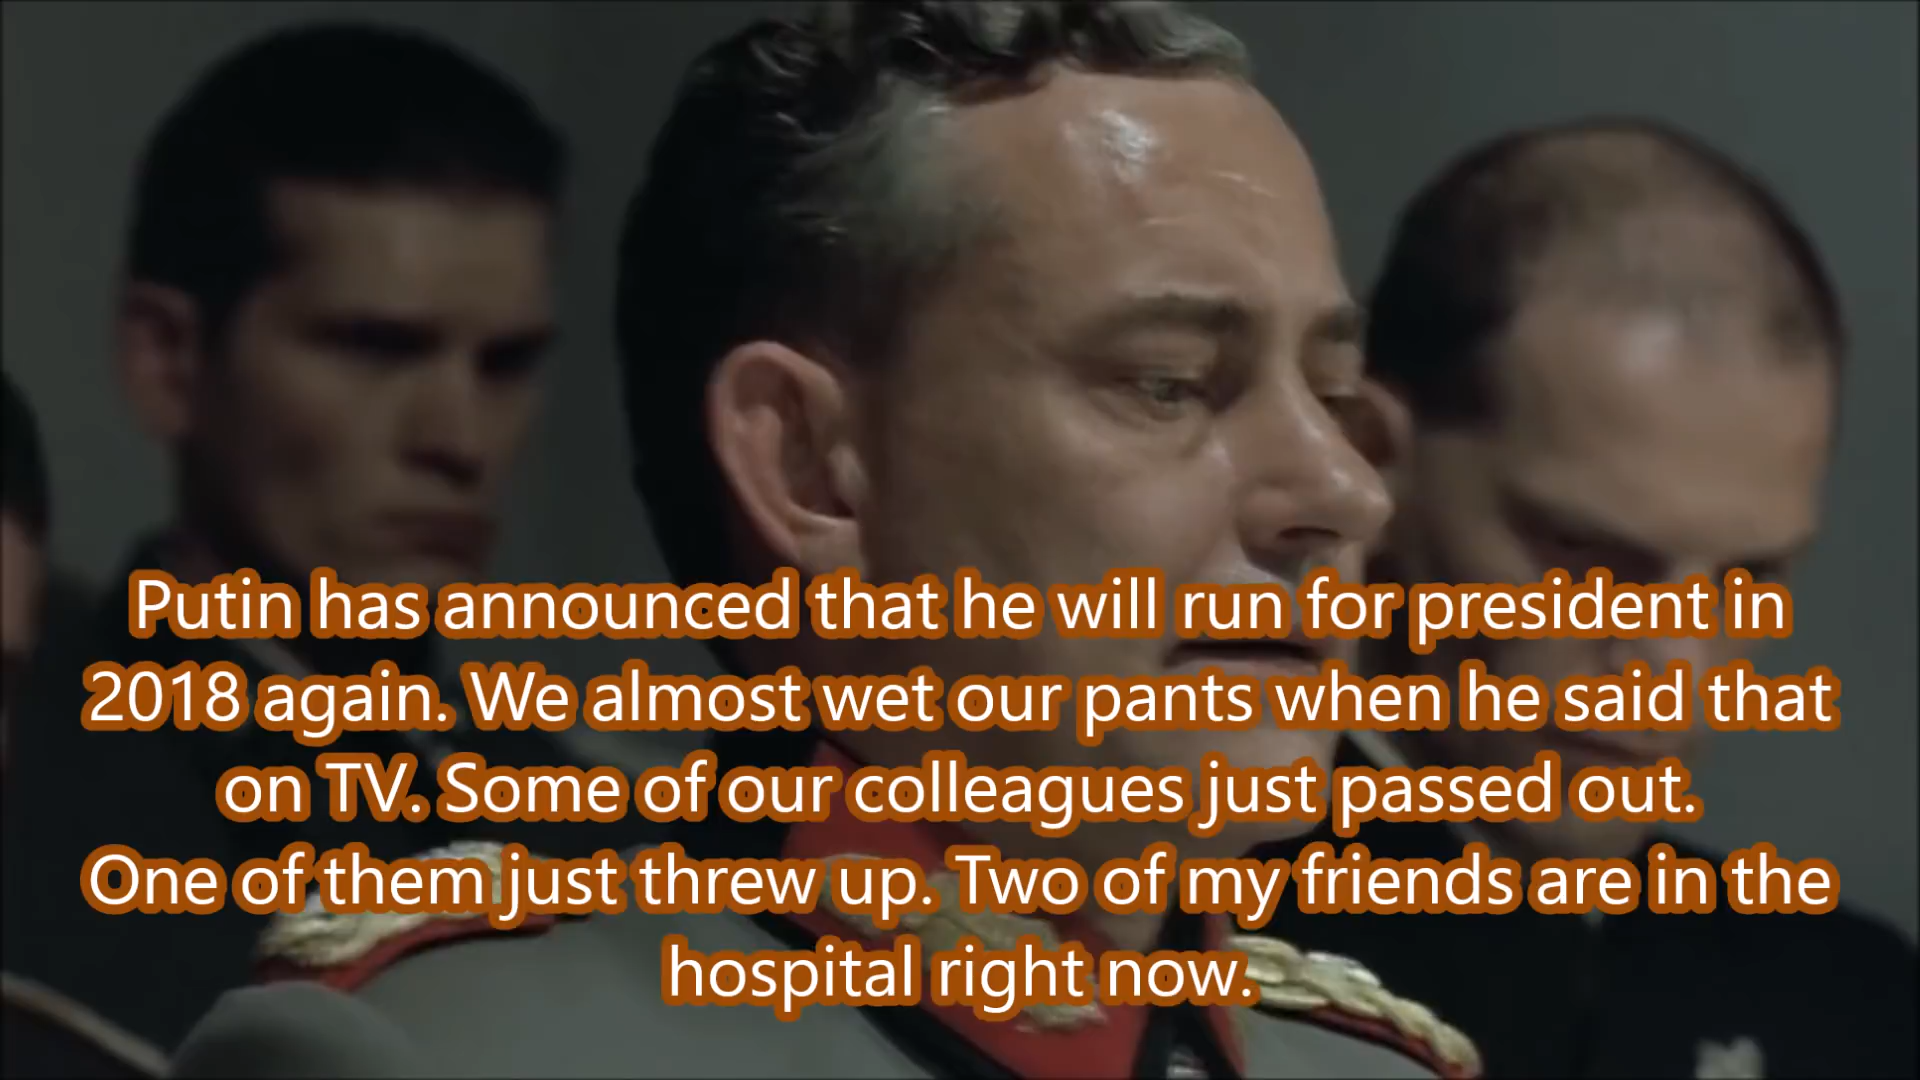 Putin has announced that he will run for president in
2018 again. We almost wet our pants when he said that
on TV. Some of our colleagues just passed out.
One of them just threw up. Two of my friends are in the
hospital right now.